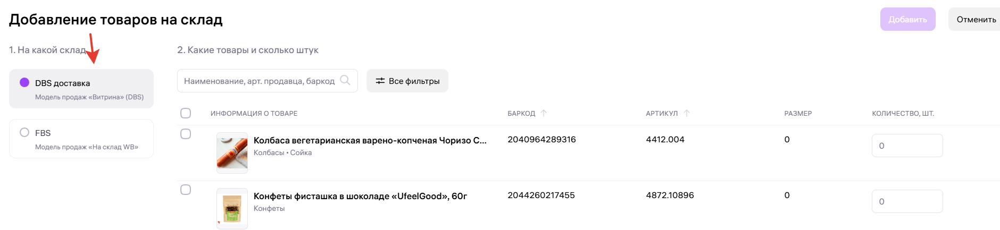 Добавление товаров на склад
Добавить
Отменить
1. На какой склад
2. Какие товары и сколько штук
DBS доставка
Модель продаж «Витрина» (DBS)
FBS
Модель продаж «На склад WB»
Наименование, арт. продавца, баркод
Все фильтры
ИНФОРМАЦИЯ О ТОВАРЕ
БАРКОД
АРТИКУЛ
РАЗМЕР
КОЛИЧЕСТВО, ШТ.
Колбаса вегетарианская варено-копченая Чоризо С...
Колбасы • Сойка
2040964289316
4412.004
0
0
Конфеты фисташка в шоколаде «UfeelGood», 60г
Конфеты
2044260217455
4872.10896
0
0